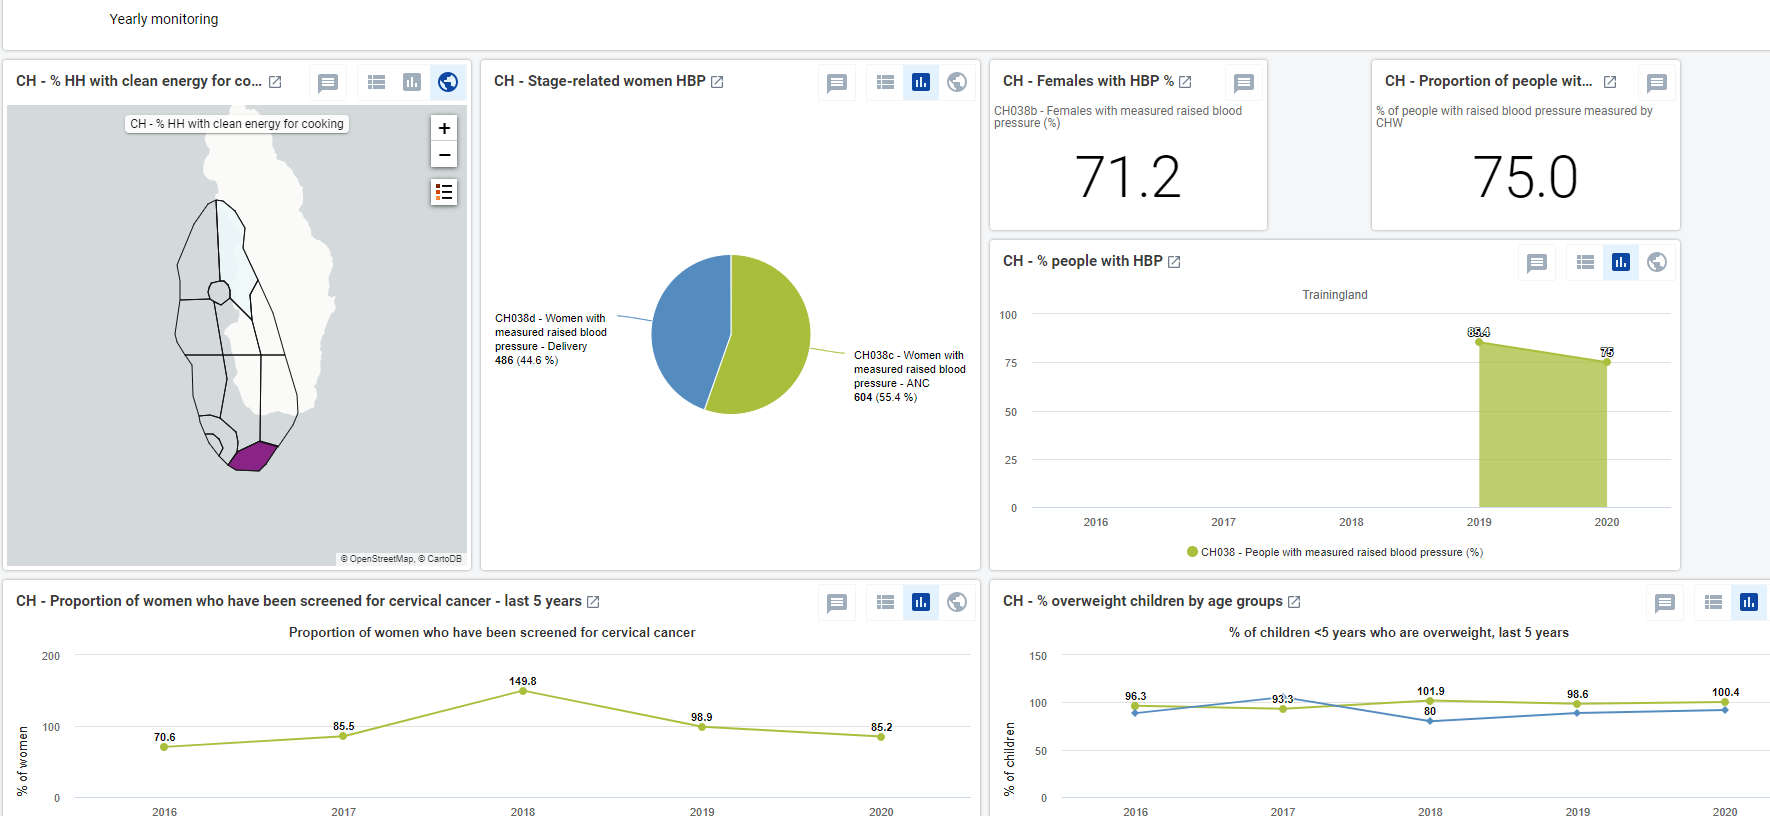 Yearly monitoring
CH - % HH with clean energy for co...
CH - % HH with clean energy for cooking
+
−
© OpenStreetMap, © CartoDB
CH - Stage-related women HBP
CH038d - Women with
measured raised blood
pressure - Delivery
486 (44.6 %)
CH038c - Women with
measured raised blood
pressure - ANC
604 (55.4 %)
CH - Females with HBP %
CH038b - Females with measured raised blood
pressure (%)
71.2
CH - Proportion of people wit...
% of people with raised blood pressure measured by
CHW
75.0
CH - % people with HBP
Trainingland
100
75
50
25
0
85.4
75
2016 2017 2018 2019 2020
CH038 - People with measured raised blood pressure (%)
CH - Proportion of women who have been screened for cervical cancer - last 5 years
Proportion of women who have been screened for cervical cancer
% of women
200
100
0
70.6 85.5 149.8 98.9 85.2
2016 2017 2018 2019 2020
CH - % overweight children by age groups
% of children <5 years who are overweight, last 5 years
% of children
150
100
50
0
96.3 93.3 101.9 98.6 100.4
80
2016 2017 2018 2019 2020